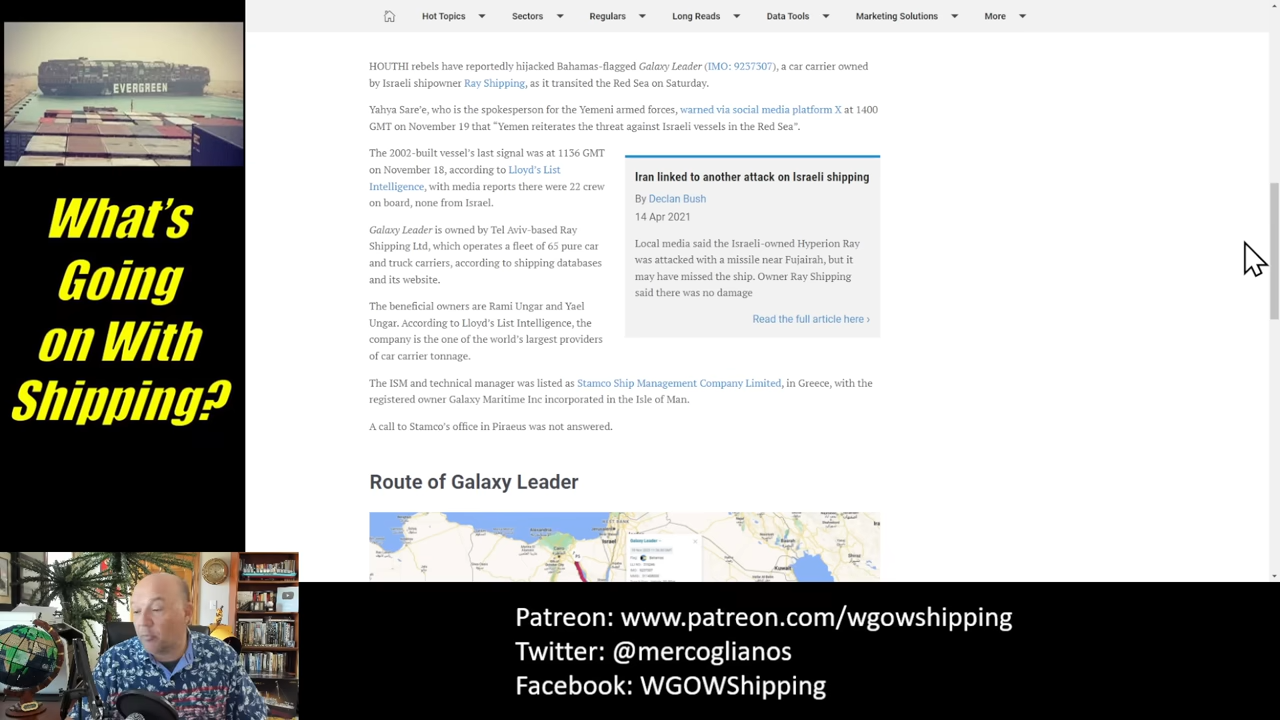 Hot Topics
Sectors
Regulars
Long Reads
Data Tools
Marketing Solutions
More
EVERGREEN
What's
Going
on With
Shipping?
HOUTHI rebels have reportedly hijacked Bahamas-flagged Galaxy Leader (IMO: 9237307), a car carrier owned
by Israeli shipowner Ray Shipping, as it transited the Red Sea on Saturday.
Yahya Sare'e, who is the spokesperson for the Yemeni armed forces, warned via social media platform X at 1400
GMT on November 19 that “Yemen reiterates the threat against Israeli vessels in the Red Sea”.
The 2002-built vessel's last signal was at 1136 GMT
on November 18, according to Lloyd's List
Intelligence, with media reports there were 22 crew
on board, none from Israel.
Galaxy Leader is owned by Tel Aviv-based Ray
Shipping Ltd, which operates a fleet of 65 pure car
and truck carriers, according to shipping databases
and its website.
The beneficial owners are Rami Ungar and Yael
Ungar. According to Lloyd's List Intelligence, the
company is the one of the world's largest providers
of car carrier tonnage.
Iran linked to another attack on Israeli shipping
By Declan Bush
14 Apr 2021
Local media said the Israeli-owned Hyperion Ray
was attacked with a missile near Fujairah, but it
may have missed the ship. Owner Ray Shipping
said there was no damage
Read the full article here ›
The ISM and technical manager was listed as Stamco Ship Management Company Limited, in Greece, with the
registered owner Galaxy Maritime Inc incorporated in the Isle of Man.
A call to Stamco's office in Piraeus was not answered.
Route of Galaxy Leader
Israel
Galaxy Leader
Kuwait
Patreon: www.patreon.com/wgowshipping
Twitter: @mercoglianos
Facebook: WGOWShipping